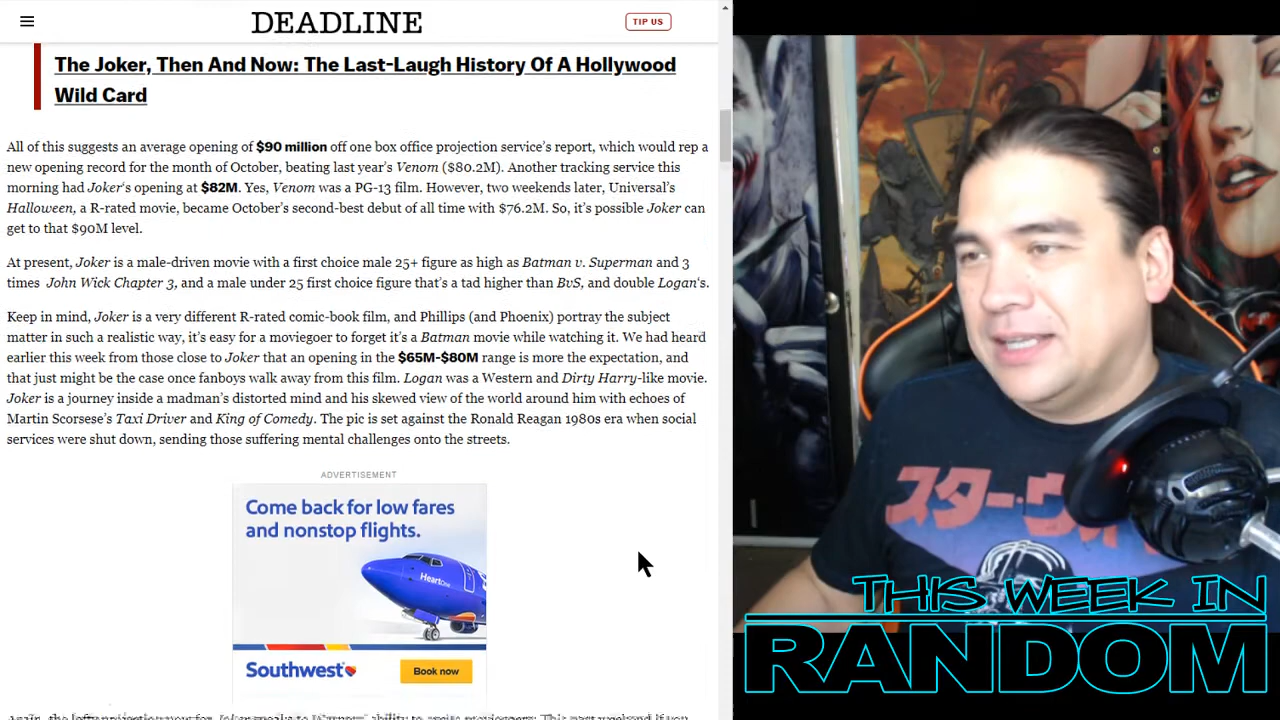 DEADLINE
TIP US
The Joker, Then And Now: The Last-Laugh History Of A Hollywood
Wild Card
All of this suggests an average opening of $90 million off one box office projection service's report, which would rep a
new opening record for the month of October, beating last year's Venom ($80.2M). Another tracking service this
morning had Joker‘s opening at $82M. Yes, Venom was a PG-13 film. However, two weekends later, Universal's
Halloween, a R-rated movie, became October's second-best debut of all time with $76.2M. So, it's possible Joker can
get to that $90M level.
At present, Joker is a male-driven movie with a first choice male 25+ figure as high as Batman v. Superman and 3
times John Wick Chapter 3, and a male under 25 first choice figure that's a tad higher than BvS, and double Logan's.
Keep in mind, Joker is a very different R-rated comic-book film, and Phillips (and Phoenix) portray the subject
matter in such a realistic way, it's easy for a moviegoer to forget it's a Batman movie while watching it. We had heard
earlier this week from those close to Joker that an opening in the $65M-$80M range is more the expectation, and
that just might be the case once fanboys walk away from this film. Logan was a Western and Dirty Harry-like movie.
Joker is a journey inside a madman's distorted mind and his skewed view of the world around him with echoes of
Martin Scorsese's Taxi Driver and King of Comedy. The pic is set against the Ronald Reagan 1980s era when social
services were shut down, sending those suffering mental challenges onto the streets.
ADVERTISEMENT
Come back for low fares
and nonstop flights.
HeartOne
Southwest
Book now
スター・ウ
THIS WEEK IN
RANDOM